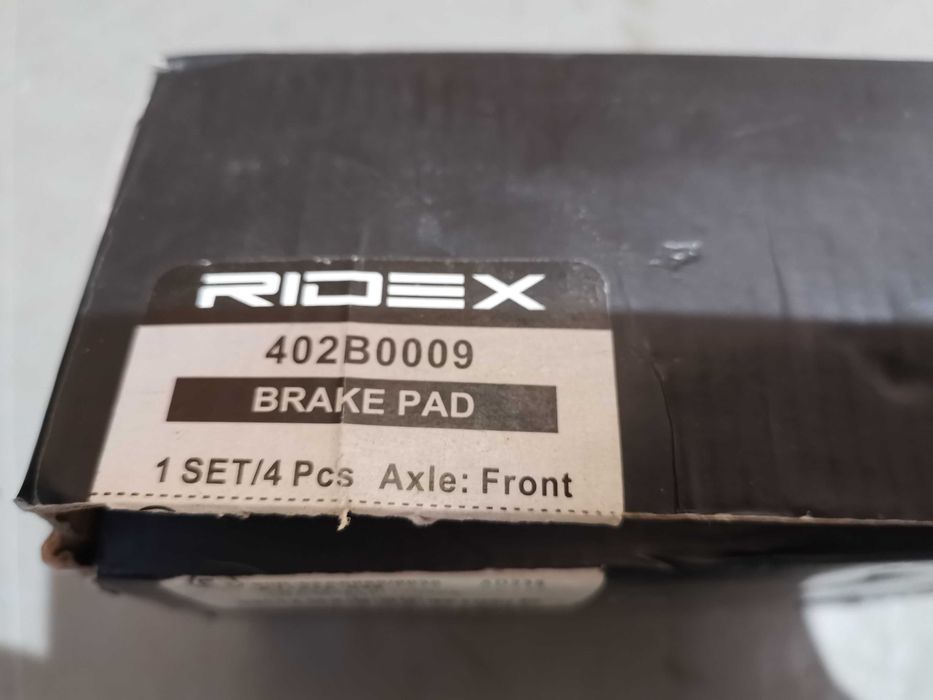 RIDEX
402B0009
BRAKE PAD
1 SET/4 Pcs Axle: Front